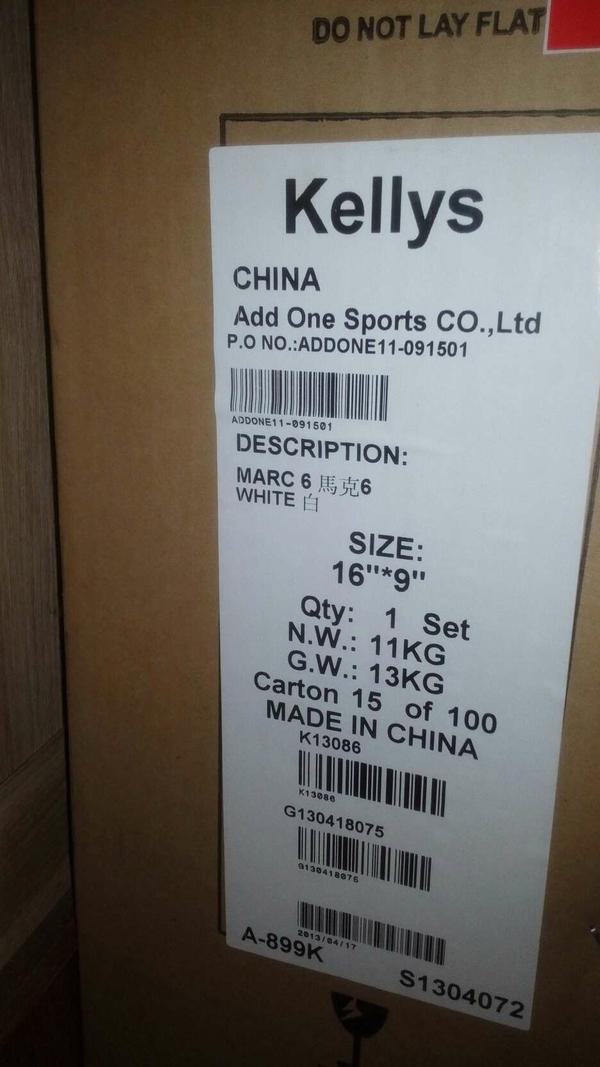 DO NOT LAY FLAT
Kellys
CHINA
Add One Sports CO.,Ltd
P.O NO.:ADDONE11-091501
ADDONE11-091501
DESCRIPTION:
MARC 6 馬克6
WHITE 白
SIZE:
16"*9"
Qty: 1 Set
N.W.: 11KG
G.W.: 13KG
Carton 15 of 100
MADE IN CHINA
K13086
K13086
G130418075
G130418075
2013/04/17
A-899K
S1304072